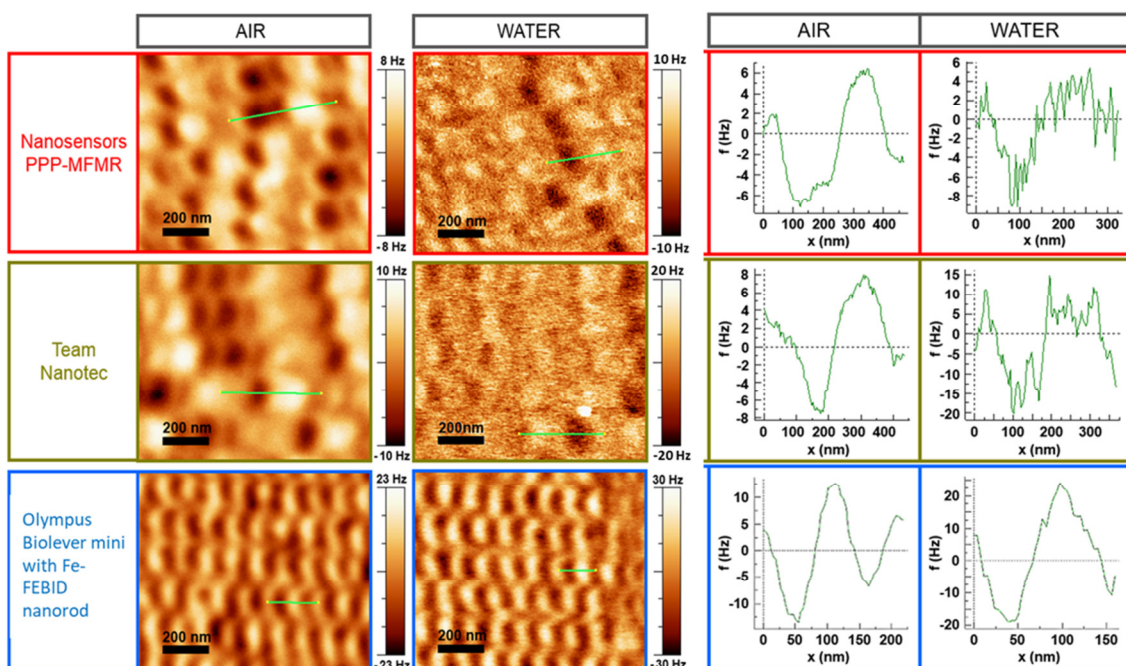 AIR
WATER
AIR
WATER
Nanosensors
PPP-MFMR
200 nm
8 Hz
-8 Hz
200 nm
10 Hz
-10 Hz
f (Hz)
6
4
2
0
-2
-4
-6
0 100 200 300 400
x (nm)
f (Hz)
6
4
2
0
-2
-4
-6
-8
0 100 200 300
x (nm)
Team
Nanotec
200 nm
10 Hz
-10 Hz
200nm
20 Hz
-20 Hz
f (Hz)
8
6
4
2
0
-2
-4
-6
-8
0 100 200 300 400
x (nm)
f (Hz)
15
10
5
0
-5
-10
-15
-20
0 100 200 300
x (nm)
Olympus
Biolever mini
with Fe-
FEBID
nanorod
200 nm
23 Hz
-23 Hz
200 nm
30 Hz
-30 Hz
f (Hz)
10
5
0
-5
-10
0 50 100 150 200
x (nm)
f (Hz)
20
10
0
-10
-20
0 50 100 150
x (nm)